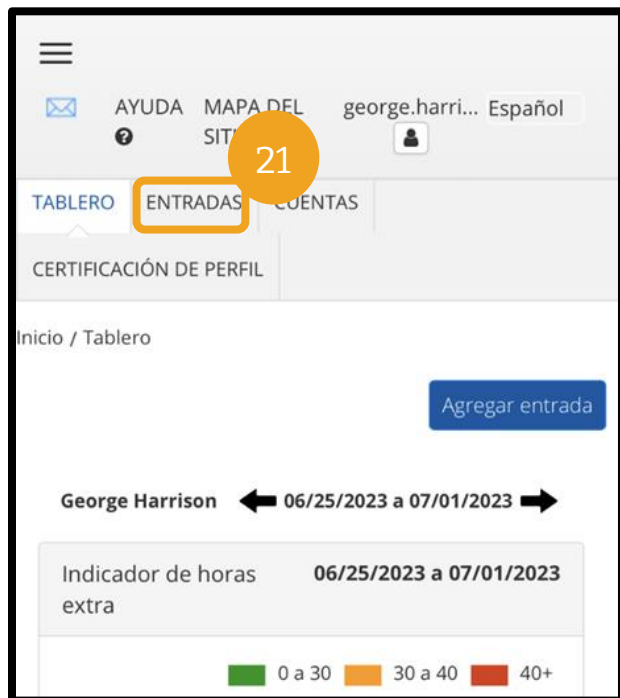 AYUDA MAPA DEL george.harri... Español
21
TABLERO ENTRADAS CUENTAS
CERTIFICACIÓN DE PERFIL
Inicio / Tablero
Agregar entrada
George Harrison 06/25/2023 a 07/01/2023
Indicador de horas 06/25/2023 a 07/01/2023
extra
0 a 30 30 a 40 40+